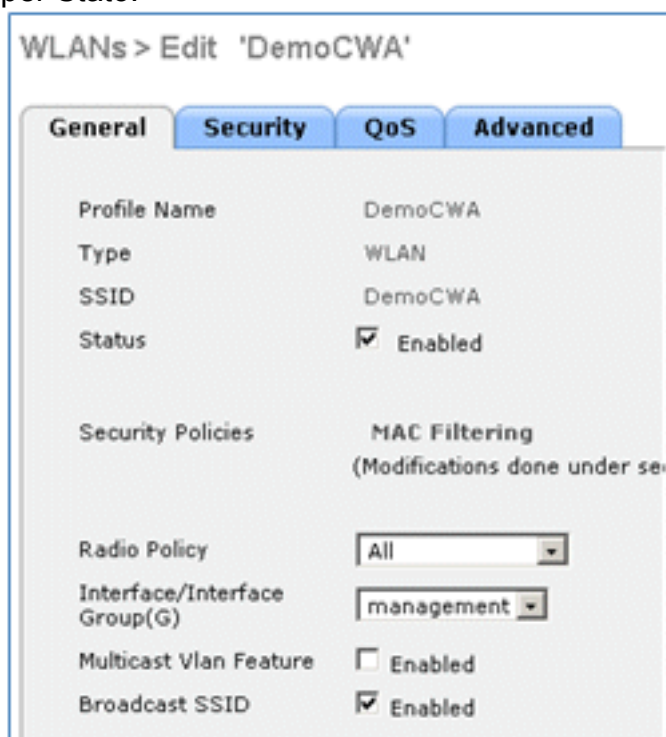 WLANs > Edit 'DemoCWA'
General Security QoS Advanced
Profile Name DemoCWA
Type WLAN
SSID DemoCWA
Status Enabled
Security Policies MAC Filtering
(Modifications done under
Radio Policy All
Interface/Interface
Group(G) management
Multicast Vlan Feature Enabled
Broadcast SSID Enabled